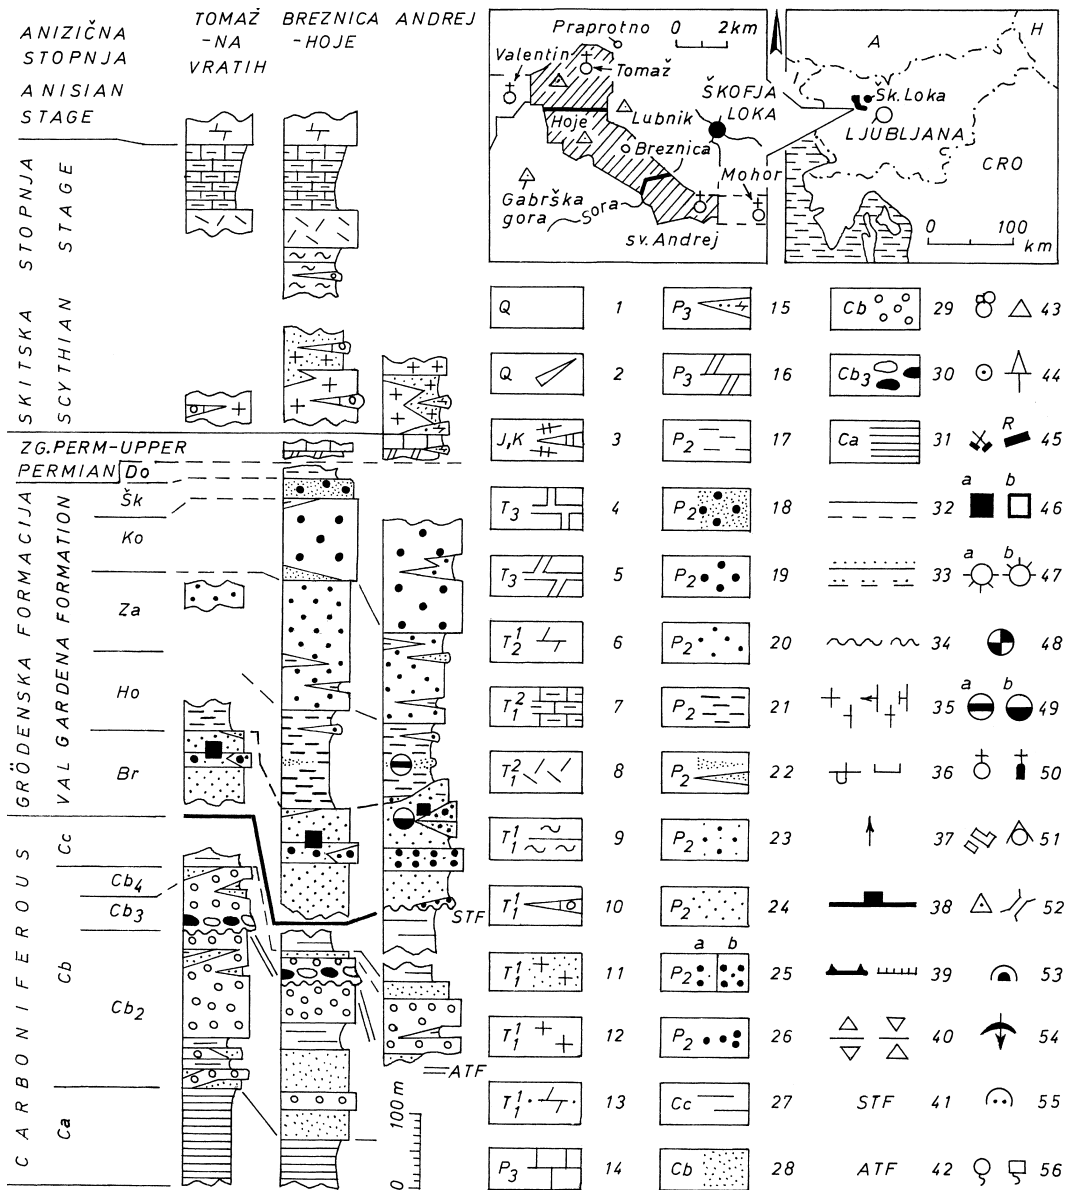 ANIZIČNA
STOPNJA
ANISIAN
STAGE
TOMAŽ
-NA
VRATIH
BREZNICA
-HOJE
ANDREJ
SKITSKA STOPNJA
SCYTHIAN STAGE
ZG.PERM-UPPER
PERMIAN
Do
Šk
Ko
Za
Ho
Br
GRÖDENSKA FORMACIJA
VAL GARDENA FORMATION
CARBONIFEROUS
Cc
Cb
Cb4
Cb3
Cb2
Ca
STF
ATF
0 100 m
Praprotno
0 2km
Valentin
Tomaž
ŠKOFJA
LOKA
Hoje
Lubnik
Breznica
Mohor
Gabrška
gora
Sora
sv. Andrej
A
H
Šk. Loka
LJUBLJANA
CRO
0 100
km
Q 1
Q 2
J,K 3
T3 4
T3 5
T2 1 6
T1 2 7
T1 2 8
T1 1 9
T1 1 10
T1 1 11
T1 1 12
T1 1 13
P3 14
P3 15
P3 16
P2 17
P2 18
P2 19
P2 20
P2 21
P2 22
P2 23
P2 24
a b
P2 25
P2 26
Cc 27
Cb 28
Cb 29
Cb3 30
Ca 31
32
33
34
35
36
37
38
39
40
STF 41
ATF 42
43
44
R 45
a b
46
a b
47
48
a b
49
50
51
52
53
54
55
56